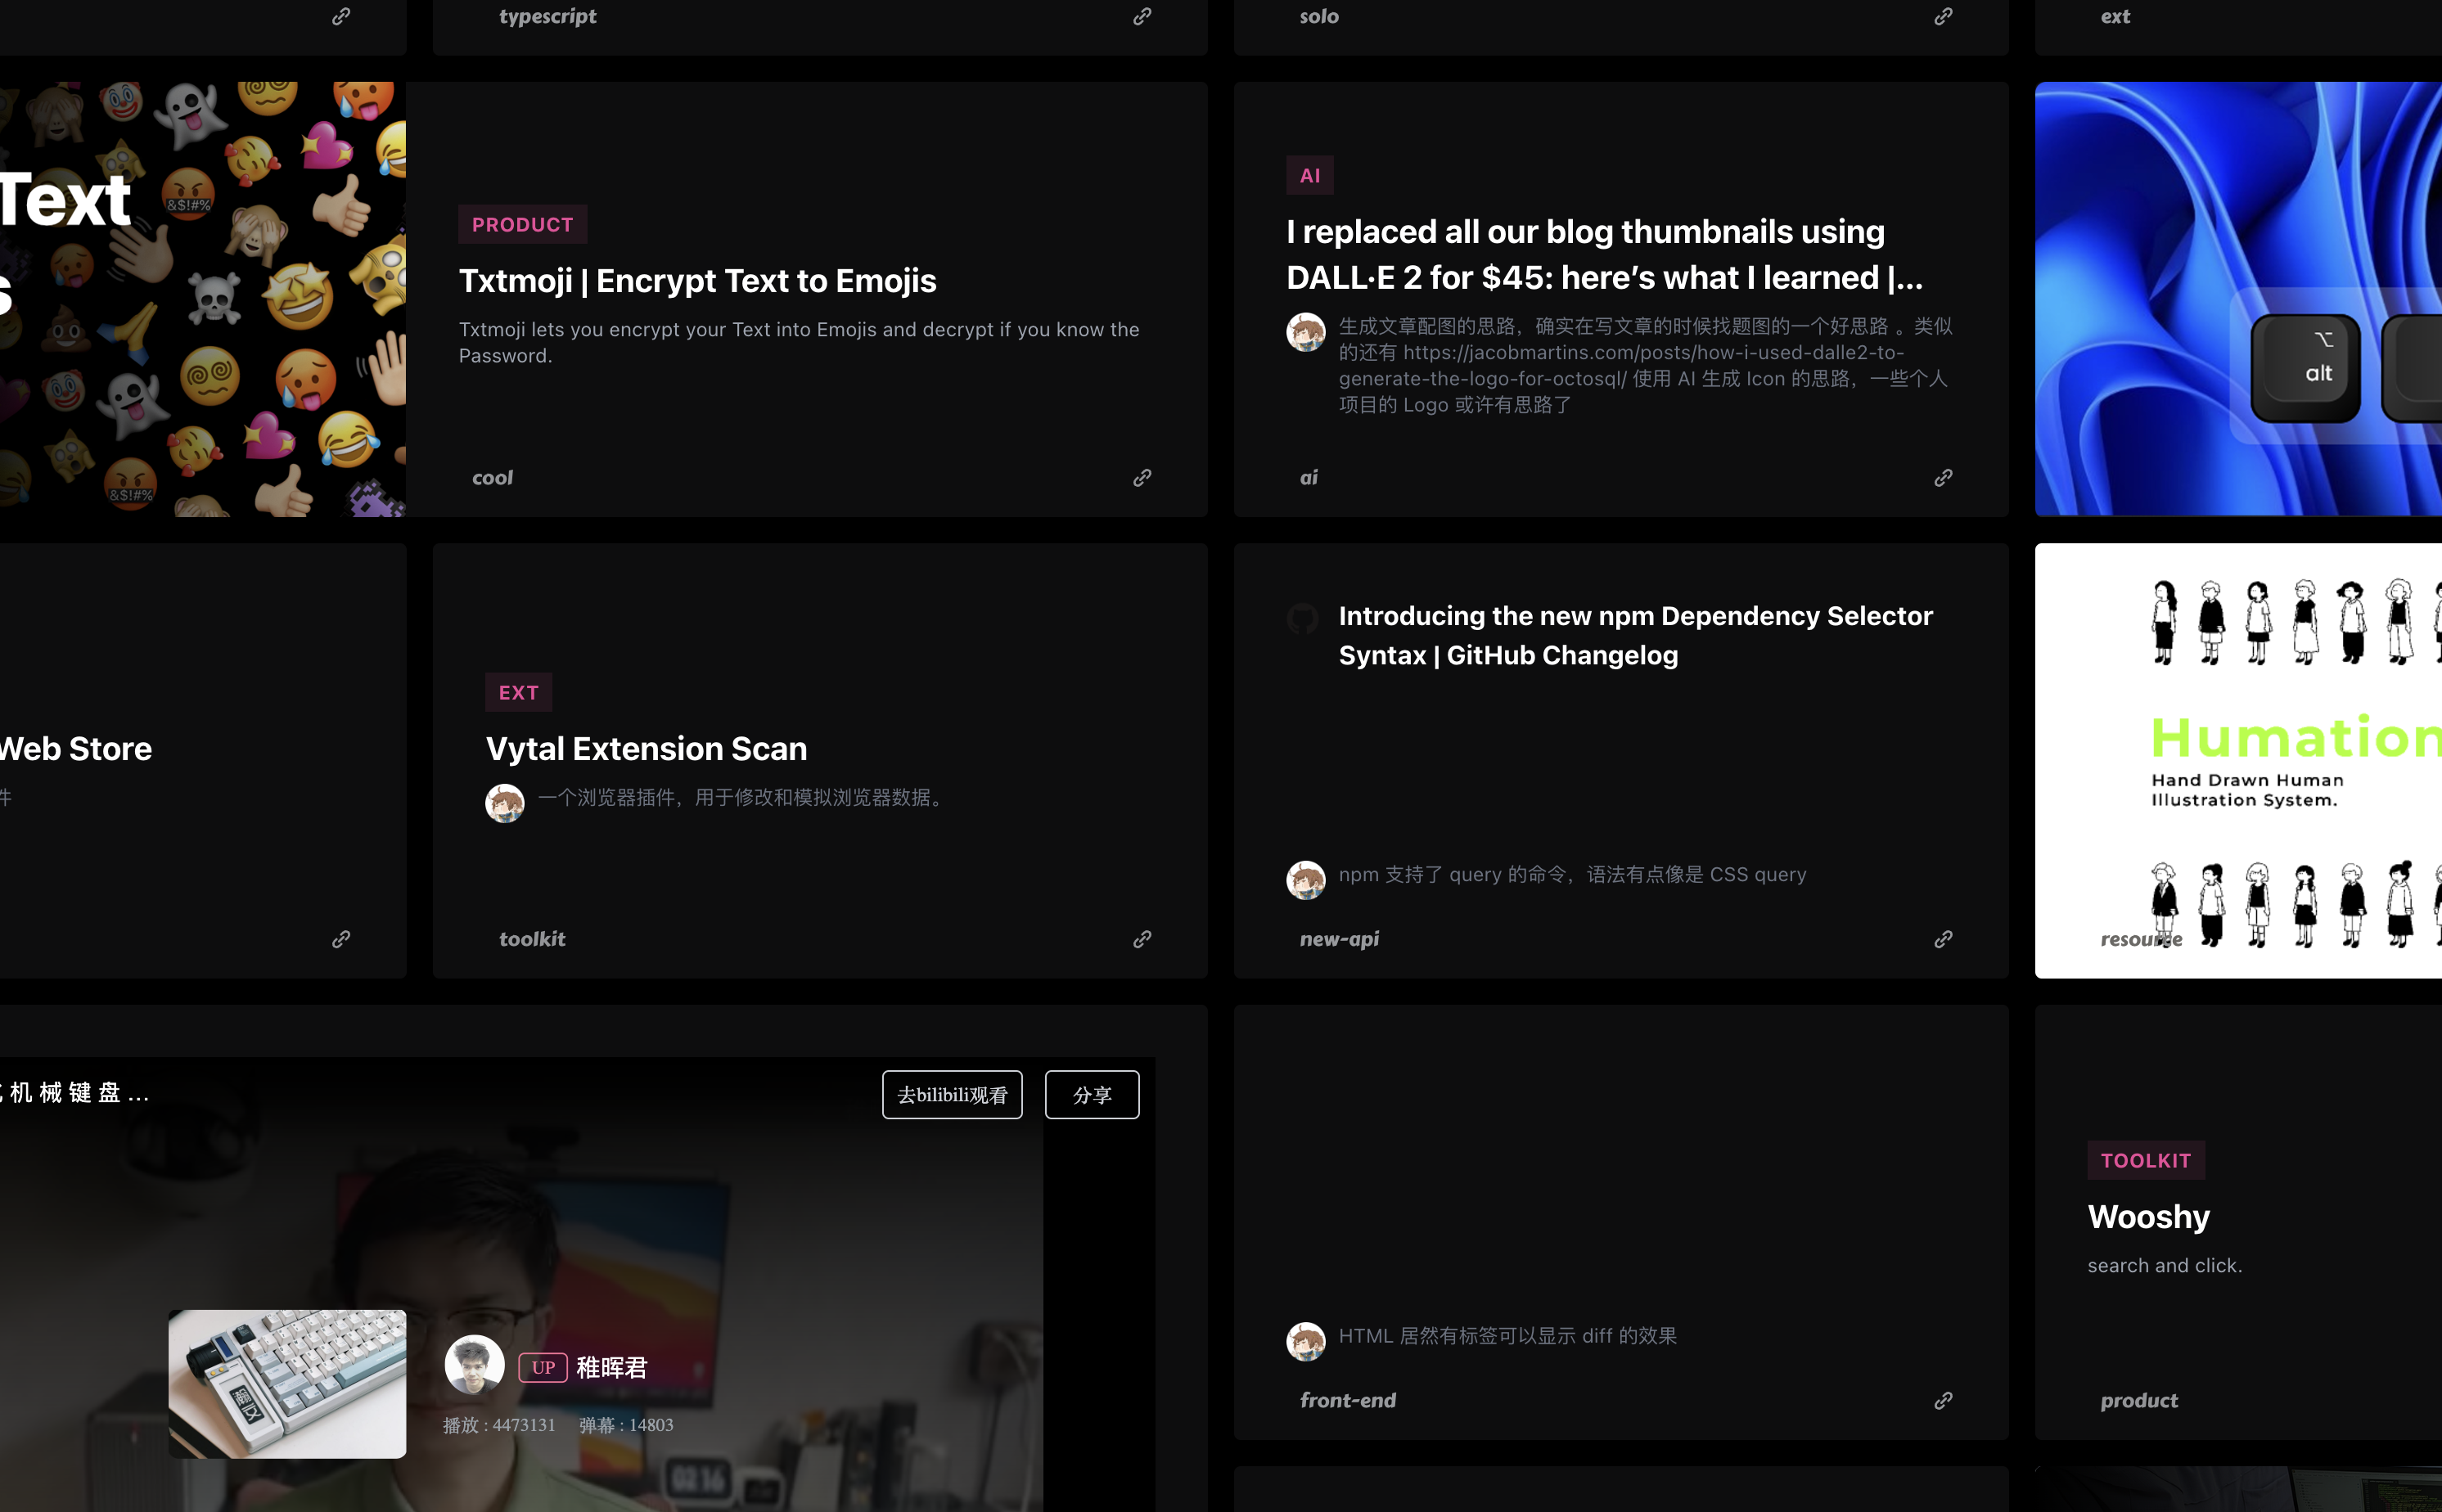 typescript
solo
ext
Text
s
&$!#%
&$!#%
PRODUCT
Txtmoji | Encrypt Text to Emojis
Txtmoji lets you encrypt your Text into Emojis and decrypt if you know the
Password.
cool
AI
I replaced all our blog thumbnails using
DALL·E 2 for $45: here’s what I learned |...
生成文章配图的思路，确实在写文章的时候找题图的一个好思路 。类似
的还有 https://jacobmartins.com/posts/how-i-used-dalle2-to-
generate-the-logo-for-octosql/ 使用 AI 生成 Icon 的思路，一些个人
项目的 Logo 或许有思路了
ai
⌥
alt
Web Store
件
EXT
Vytal Extension Scan
一个浏览器插件，用于修改和模拟浏览器数据。
toolkit
Introducing the new npm Dependency Selector
Syntax | GitHub Changelog
npm 支持了 query 的命令，语法有点像是 CSS query
new-api
Humation
Hand Drawn Human
Illustration System.
resource
机械键盘...
去bilibili观看
分享
UP 稚晖君
播放 : 4473131 弹幕 : 14803
02:16
HTML 居然有标签可以显示 diff 的效果
front-end
TOOLKIT
Wooshy
search and click.
product